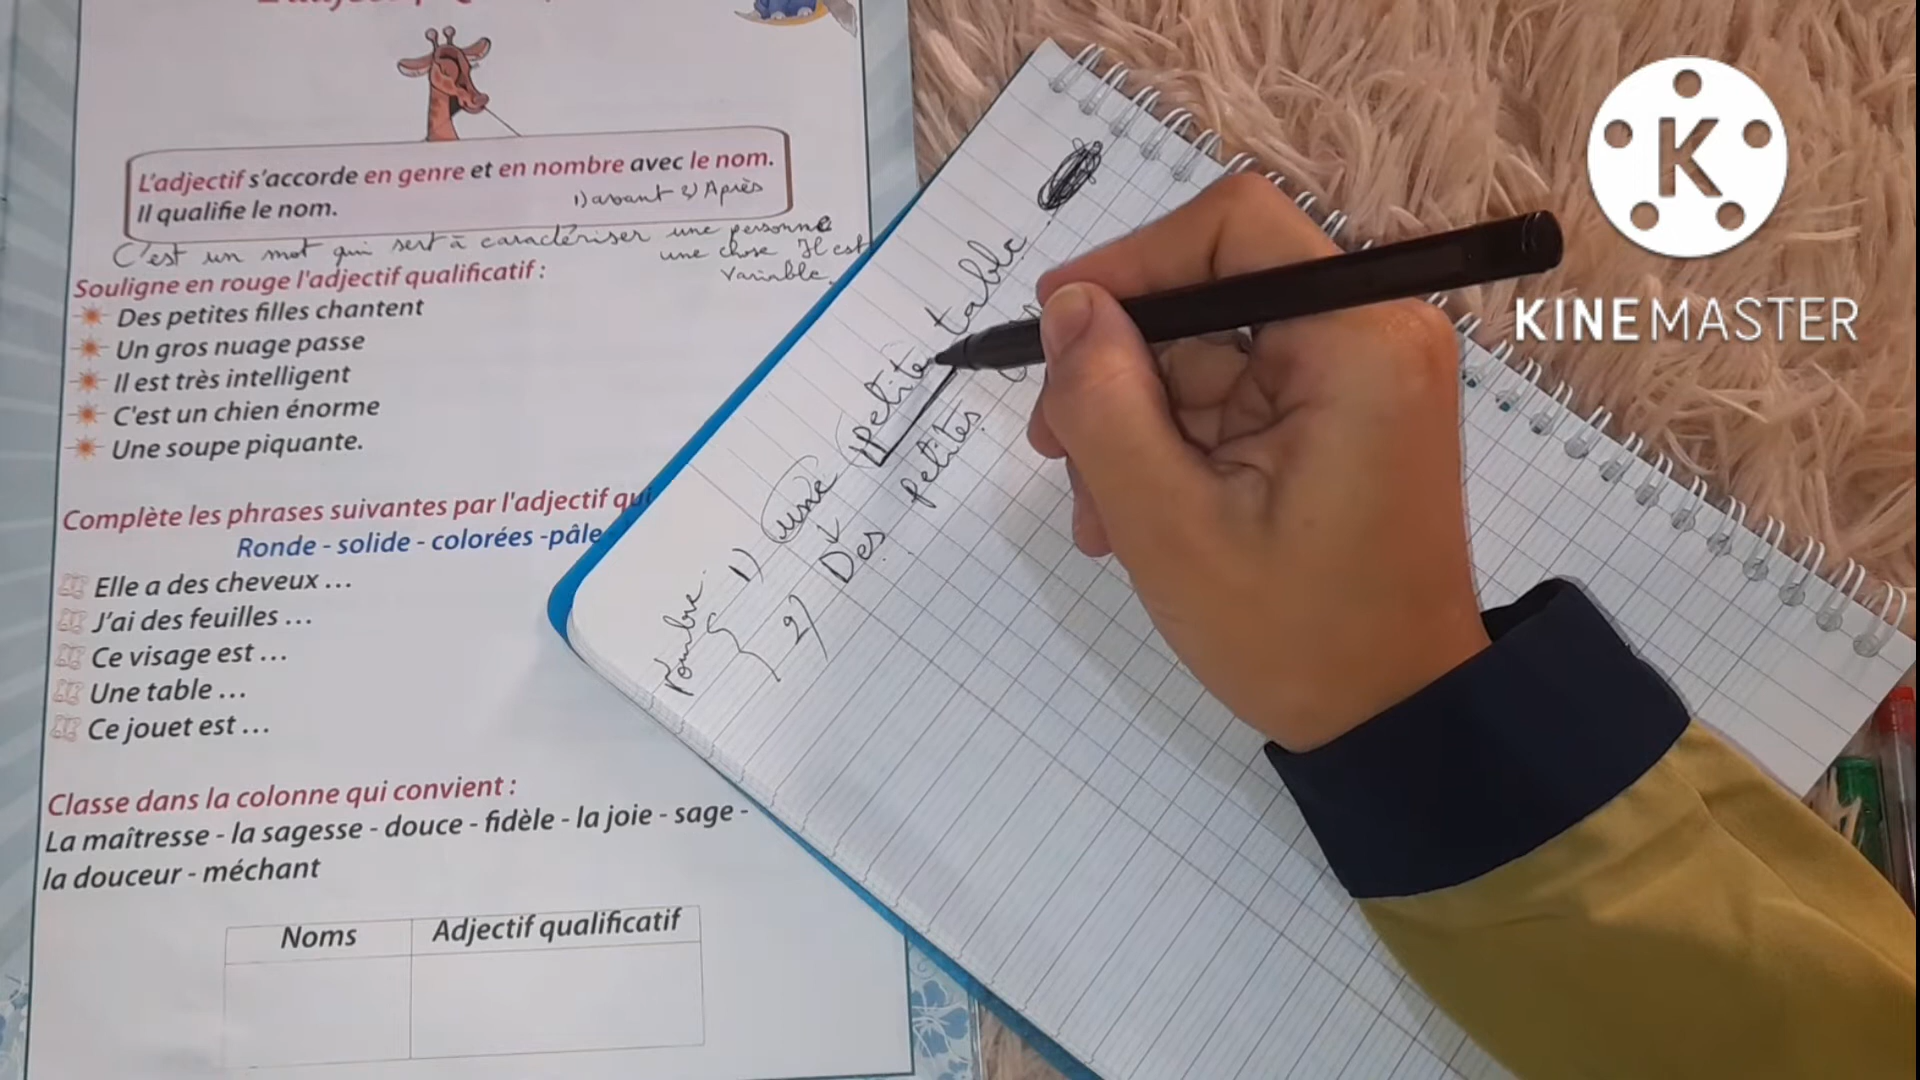 L'adjectif s'accorde en genre et en nombre avec le nom.
Il qualifie le nom.
1) avant 2) Après
C'est un mot qui sert à caractériser une personne
une chose Il est
variable.
Souligne en rouge l'adjectif qualificatif :
Des petites filles chantent
Un gros nuage passe
Il est très intelligent
C'est un chien énorme
Une soupe piquante.
Complète les phrases suivantes par l'adjectif qui
Ronde - solide - colorées -pâle
Elle a des cheveux ...
J'ai des feuilles ...
Ce visage est ...
Une table ...
Ce jouet est ...
Classe dans la colonne qui convient :
La maîtresse - la sagesse - douce - fidèle - la joie - sage -
la douceur - méchant
Noms
Adjectif qualificatif
Nombre.
1) une petite table.
2) Des petites
K
KINEMASTER